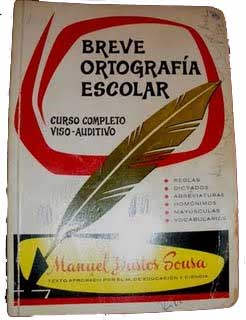 BREVE
ORTOGRAFÍA
ESCOLAR
CURSO COMPLETO
VISO-AUDITIVO
REGLAS
DICTADOS
ABREVIATURAS
HOMÓNIMOS
MAYÚSCULAS
VOCABULARIOS
Manuel Bustos Sousa
TEXTO APROBADO POR EL M. DE EDUCACIÓN Y CIENCIA